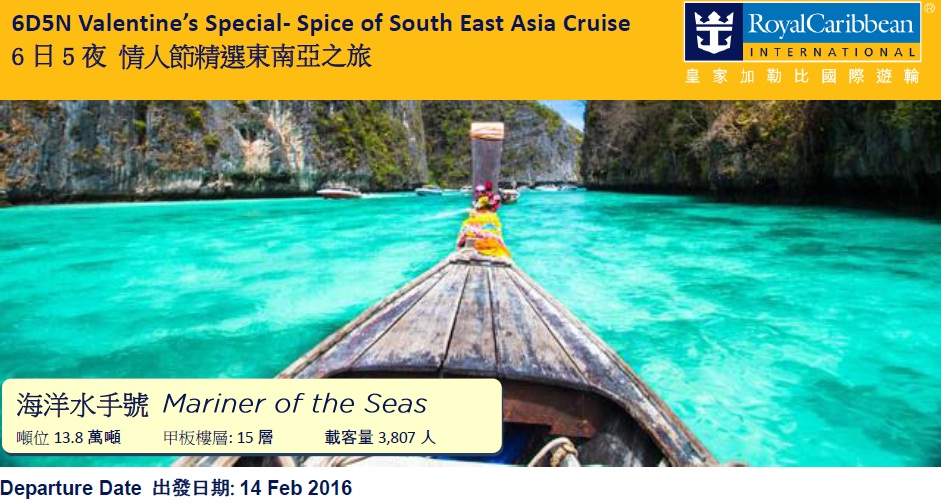 6D5N Valentine’s Special- Spice of South East Asia Cruise
6 日 5 夜 情人節精選東南亞之旅
RoyalCaribbean®
INTERNATIONAL
皇家加勒比國際遊輪
海洋水手號 Mariner of the Seas
噸位 13.8 萬噸 甲板樓層: 15 層 載客量 3,807 人
Departure Date 出發日期: 14 Feb 2016